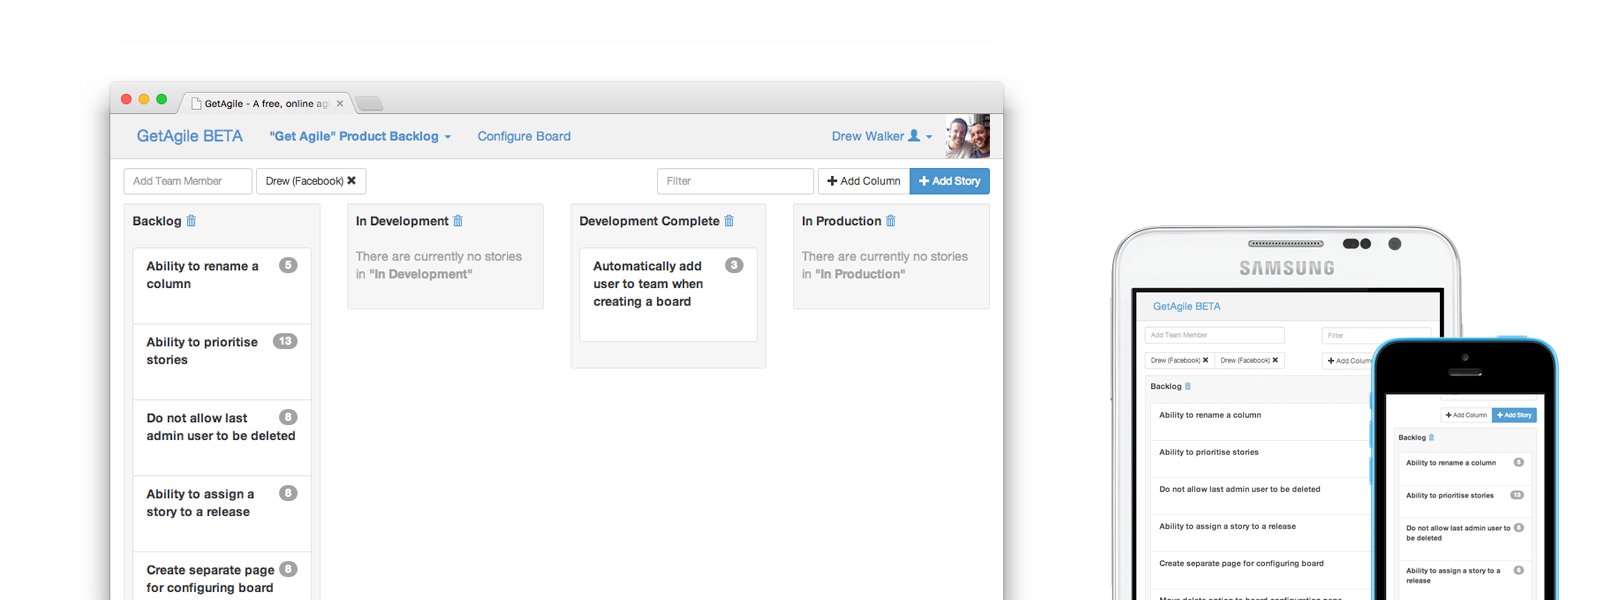 GetAgile - A free, online ag
GetAgile BETA
"Get Agile" Product Backlog
Configure Board
Drew Walker
Add Team Member
Drew (Facebook)
Filter
Add Column
Add Story
Backlog
Ability to rename a
column
5
Ability to prioritise
stories
13
Do not allow last
admin user to be deleted
8
Ability to assign a
story to a release
8
Create separate page
for configuring board
8
In Development
There are currently no stories
in "In Development"
Development Complete
Automatically add
user to team when
creating a board
3
In Production
There are currently no stories
in "In Production"
SAMSUNG
GetAgile BETA
Add Team Member
Filter
Drew (Facebook)
Drew (Facebook)
Add Colum
Backlog
Ability to rename a column
Ability to prioritise stories
Do not allow last admin user to be deleted
Ability to assign a story to a release
Create separate page for configuring board
Move delete option to board configuration page
Add Column
Add Story
Backlog
Ability to rename a column
5
Ability to prioritise stories
13
Do not allow last admin user to
be deleted
8
Ability to assign a story to a
release
8